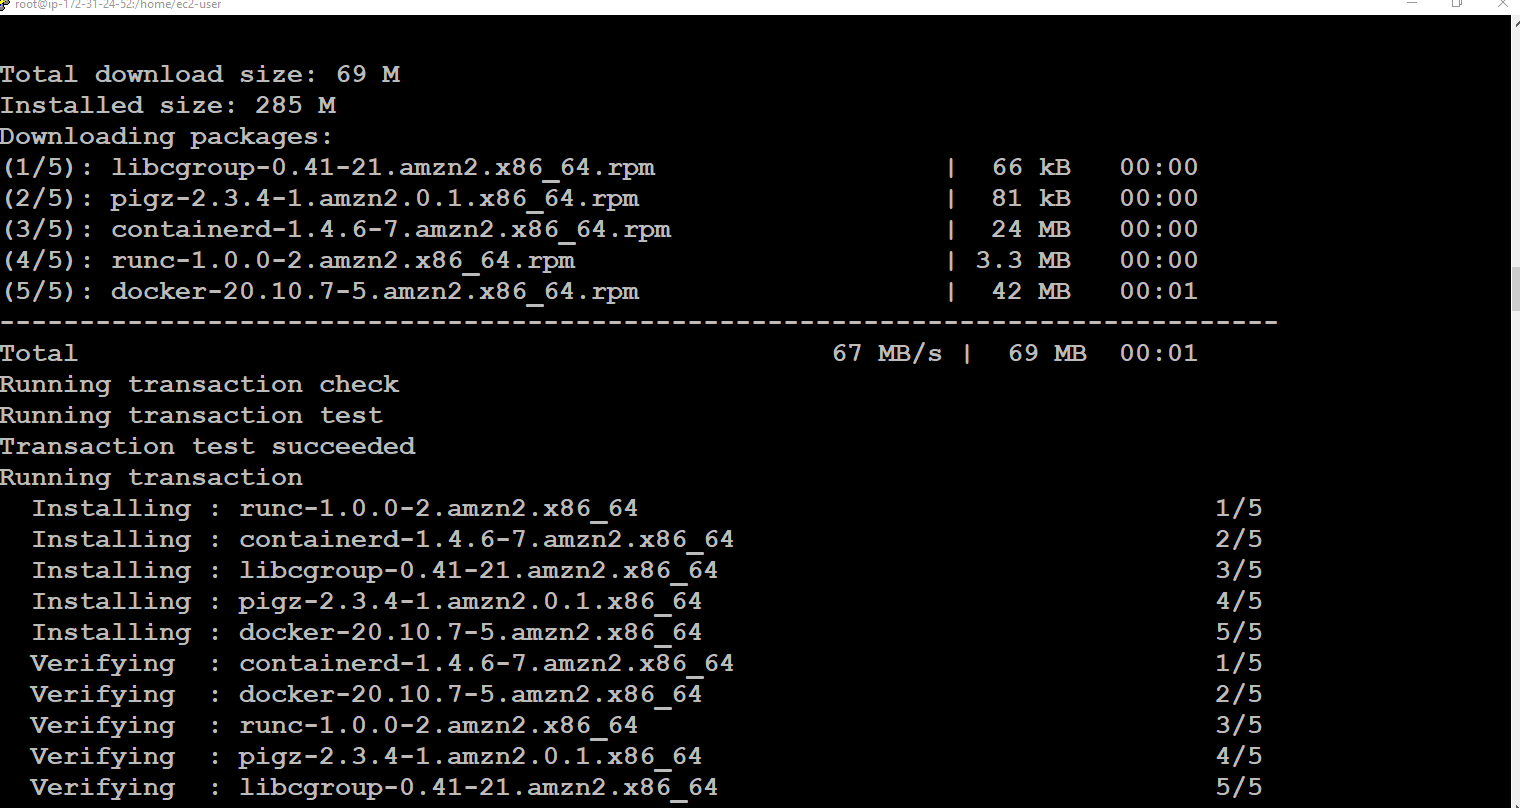 root@ip-172-31-24-52:/home/ec2-user
Total download size: 69 M
Installed size: 285 M
Downloading packages:
(1/5): libcgroup-0.41-21.amzn2.x86_64.rpm | 66 kB 00:00
(2/5): pigz-2.3.4-1.amzn2.0.1.x86_64.rpm | 81 kB 00:00
(3/5): containerd-1.4.6-7.amzn2.x86_64.rpm | 24 MB 00:00
(4/5): runc-1.0.0-2.amzn2.x86_64.rpm | 3.3 MB 00:00
(5/5): docker-20.10.7-5.amzn2.x86_64.rpm | 42 MB 00:01
--------------------------------------------------------------------------------
Total 67 MB/s | 69 MB 00:01
Running transaction check
Running transaction test
Transaction test succeeded
Running transaction
Installing : runc-1.0.0-2.amzn2.x86_64 1/5
Installing : containerd-1.4.6-7.amzn2.x86_64 2/5
Installing : libcgroup-0.41-21.amzn2.x86_64 3/5
Installing : pigz-2.3.4-1.amzn2.0.1.x86_64 4/5
Installing : docker-20.10.7-5.amzn2.x86_64 5/5
Verifying : containerd-1.4.6-7.amzn2.x86_64 1/5
Verifying : docker-20.10.7-5.amzn2.x86_64 2/5
Verifying : runc-1.0.0-2.amzn2.x86_64 3/5
Verifying : pigz-2.3.4-1.amzn2.0.1.x86_64 4/5
Verifying : libcgroup-0.41-21.amzn2.x86_64 5/5